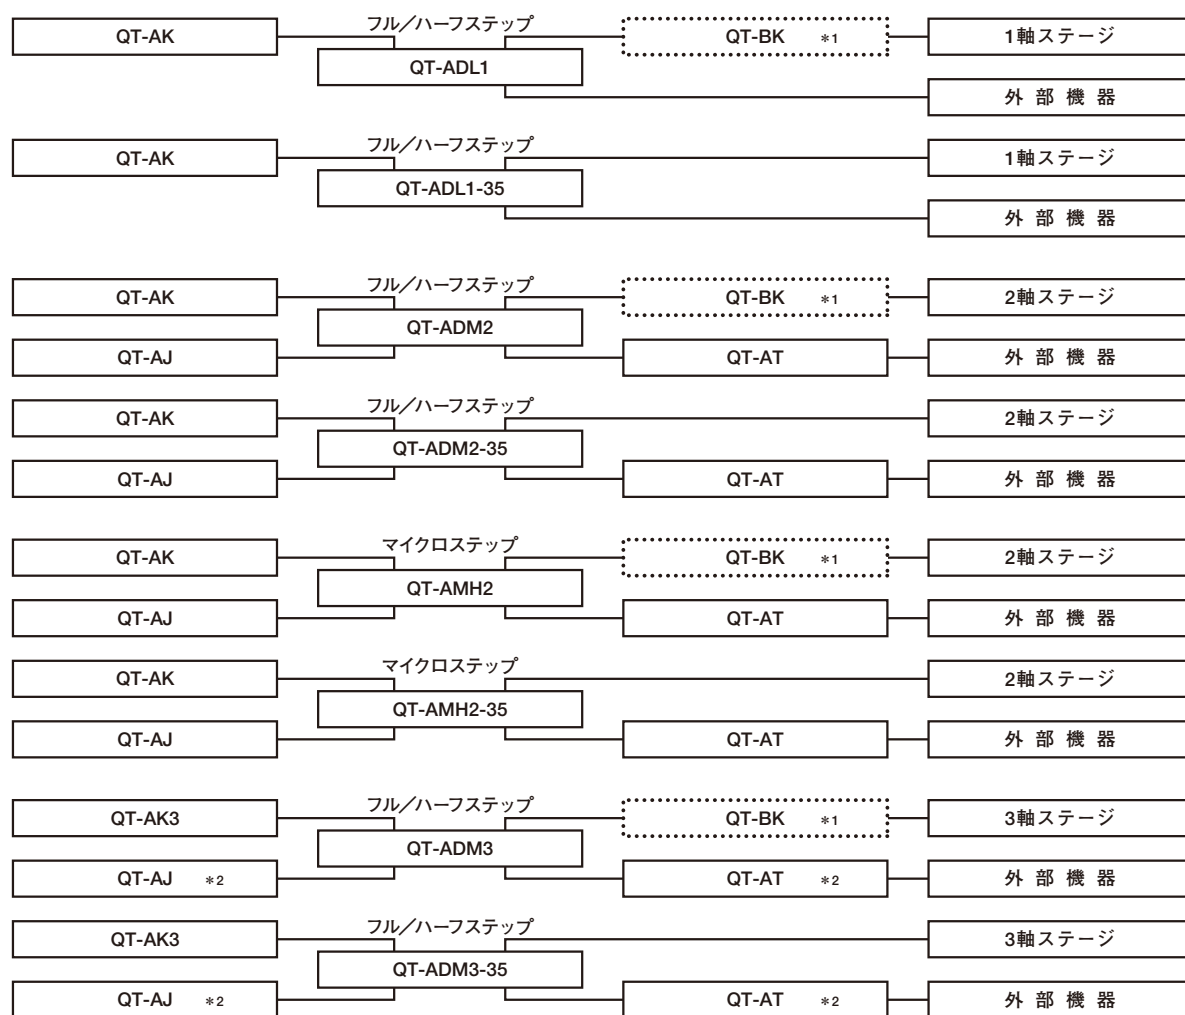 フル/ハーフステップ
QT-AK QT-BK *1 1軸ステージ
QT-ADL1
外部機器
フル/ハーフステップ
QT-AK 1軸ステージ
QT-ADL1-35
外部機器
フル/ハーフステップ
QT-AK QT-BK *1 2軸ステージ
QT-ADM2
QT-AJ QT-AT 外部機器
フル/ハーフステップ
QT-AK 2軸ステージ
QT-ADM2-35
QT-AJ QT-AT 外部機器
マイクロステップ
QT-AK QT-BK *1 2軸ステージ
QT-AMH2
QT-AJ QT-AT 外部機器
マイクロステップ
QT-AK 2軸ステージ
QT-AMH2-35
QT-AJ QT-AT 外部機器
フル/ハーフステップ
QT-AK3 QT-BK *1 3軸ステージ
QT-ADM3
QT-AJ *2 QT-AT *2 外部機器
フル/ハーフステップ
QT-AK3 3軸ステージ
QT-ADM3-35
QT-AJ *2 QT-AT *2 外部機器